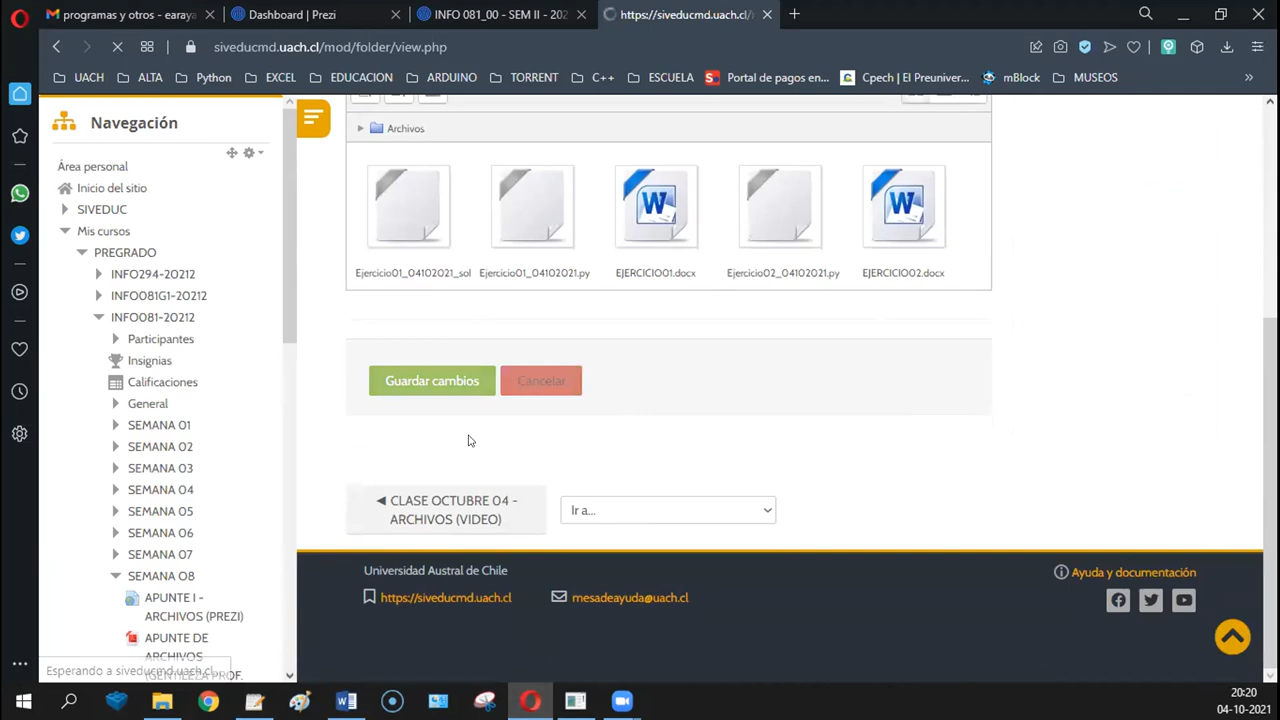 programas y otros - earaya
Dashboard | Prezi
INFO 081_00 - SEM II - 202
https://siveducmd.uach.cl/
siveducmd.uach.cl/mod/folder/view.php
UACH
ALTA
Python
EXCEL
EDUCACION
ARDUINO
TORRENT
C++
ESCUELA
Portal de pagos en...
Cpech | El Preuniver...
mBlock
MUSEOS
»
Navegación
Área personal
Inicio del sitio
SIVEDUC
Mis cursos
PREGRADO
INFO294-20212
INFO081G1-20212
INFO081-20212
Participantes
Insignias
Calificaciones
General
SEMANA 01
SEMANA 02
SEMANA 03
SEMANA 04
SEMANA 05
SEMANA 06
SEMANA 07
SEMANA 08
APUNTE I -
ARCHIVOS (PREZI)
APUNTE DE
ARCHIVOS
Esperando a siveducmd.uach.cl...
Archivos
Ejercicio01_04102021_sol
Ejercicio01_04102021.py
EJERCICIO01.docx
Ejercicio02_04102021.py
EJERCICIO02.docx
Guardar cambios
Cancelar
◄ CLASE OCTUBRE 04 -
ARCHIVOS (VIDEO)
Ir a...
Universidad Austral de Chile
https://siveducmd.uach.cl
mesadeayuda@uach.cl
Ayuda y documentación
20:20
04-10-2021